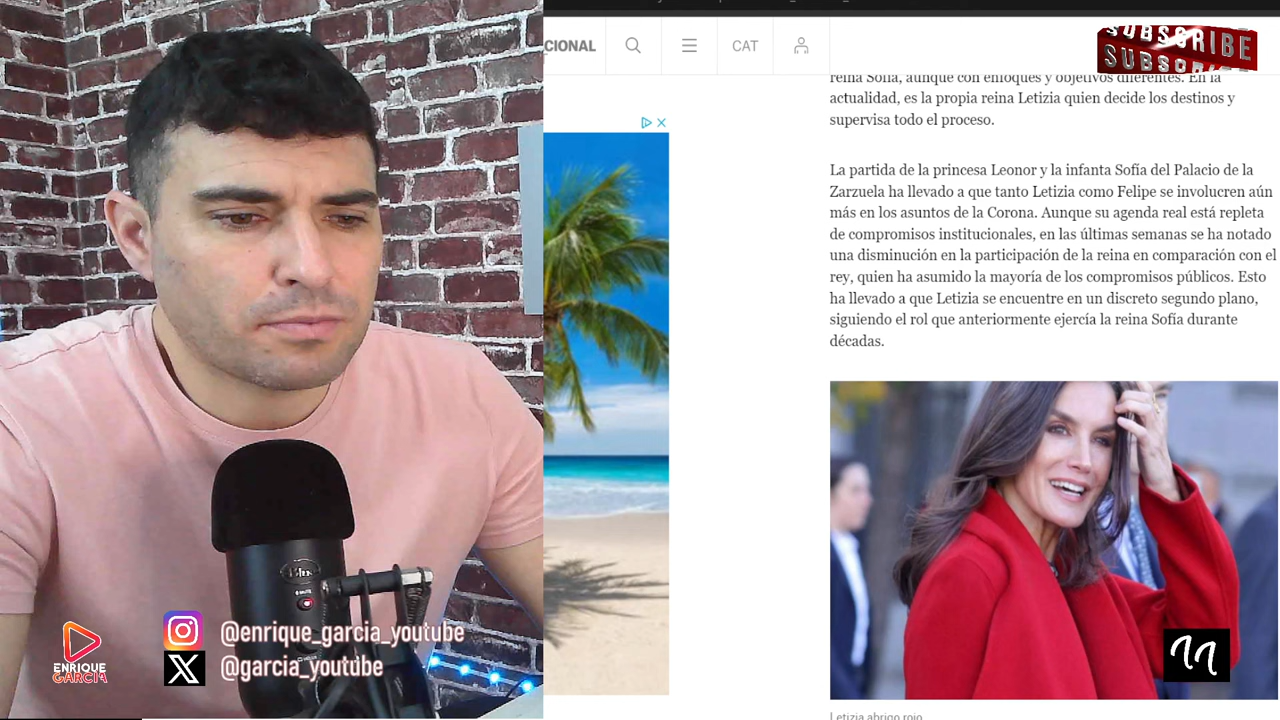 CIONAL
CAT
SUBSCRIBE
SUBSCRIBE
reina Sofía, aunque con enfoques y objetivos diferentes. En la
actualidad, es la propia reina Letizia quien decide los destinos y
supervisa todo el proceso.
La partida de la princesa Leonor y la infanta Sofía del Palacio de la
Zarzuela ha llevado a que tanto Letizia como Felipe se involucren aún
más en los asuntos de la Corona. Aunque su agenda real está repleta
de compromisos institucionales, en las últimas semanas se ha notado
una disminución en la participación de la reina en comparación con el
rey, quien ha asumido la mayoría de los compromisos públicos. Esto
ha llevado a que Letizia se encuentre en un discreto segundo plano,
siguiendo el rol que anteriormente ejercía la reina Sofía durante
décadas.
Letizia abrigo rojo
@enrique_garcia_youtube
@garcia_youtube
ENRIQUE
GARCIA